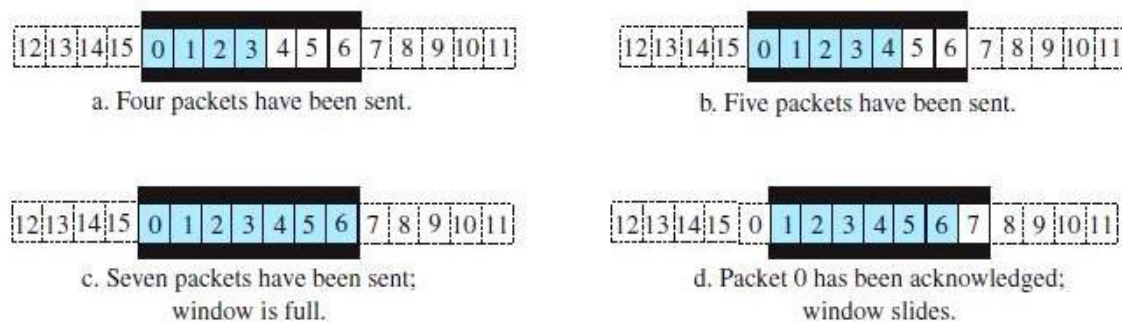 12 13 14 15 0 1 2 3 4 5 6 7 8 9 10 11
a. Four packets have been sent.
12 13 14 15 0 1 2 3 4 5 6 7 8 9 10 11
b. Five packets have been sent.
12 13 14 15 0 1 2 3 4 5 6 7 8 9 10 11
c. Seven packets have been sent;
window is full.
12 13 14 15 0 1 2 3 4 5 6 7 8 9 10 11
d. Packet 0 has been acknowledged;
window slides.